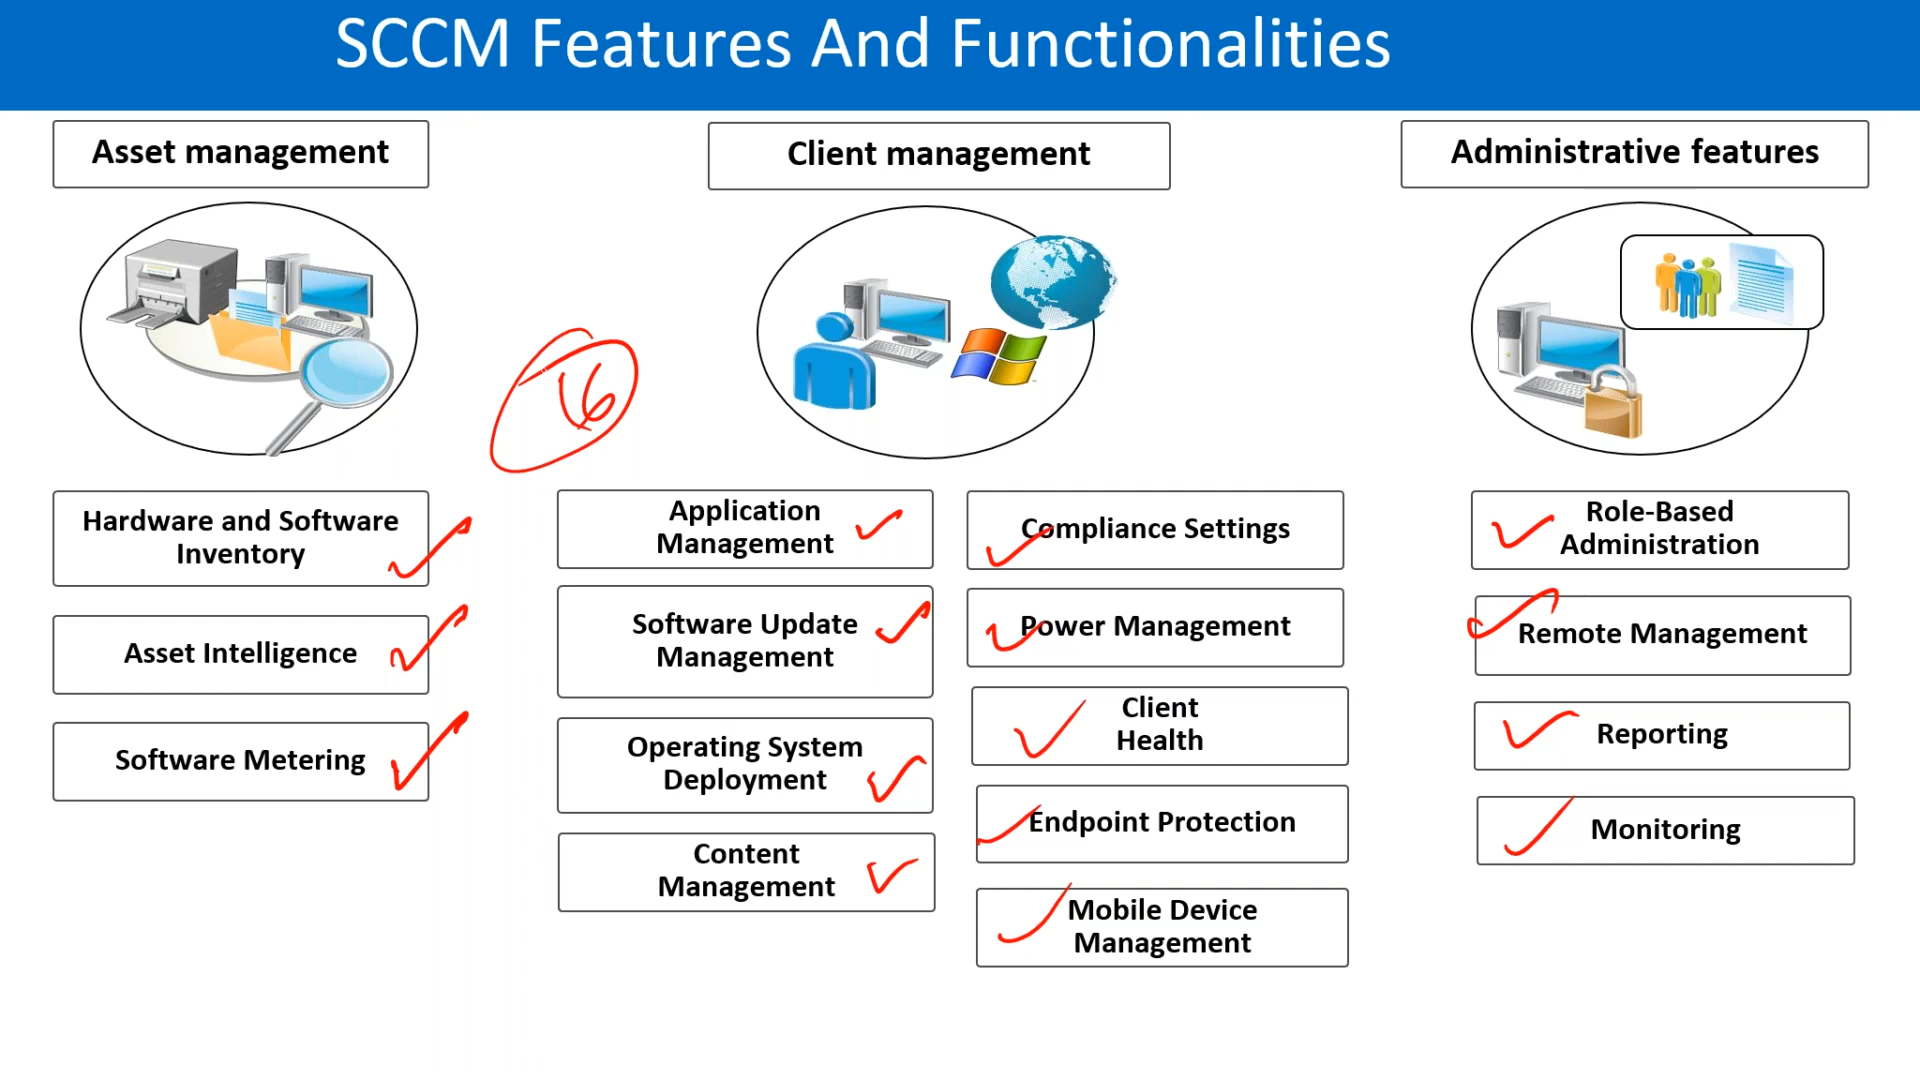 SCCM Features And Functionalities
Asset management
Client management
Administrative features
16
Hardware and Software
Inventory
Asset Intelligence
Software Metering
Application
Management
Software Update
Management
Operating System
Deployment
Content
Management
Compliance Settings
Power Management
Client
Health
Endpoint Protection
Mobile Device
Management
Role-Based
Administration
Remote Management
Reporting
Monitoring